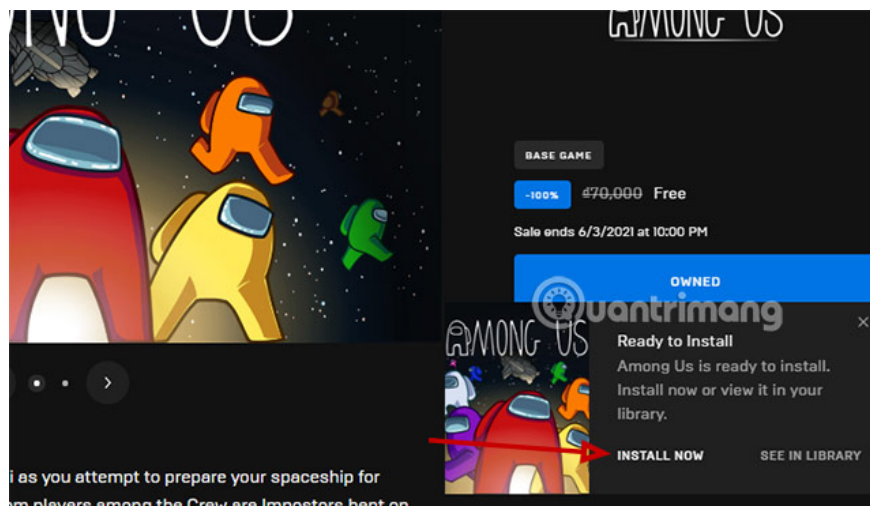 AMONG US
AMONG US
BASE GAME
-100% ₫70,000 Free
Sale ends 6/3/2021 at 10:00 PM
OWNED
Quantrimang
AMONG US
Ready to Install
Among Us is ready to install.
Install now or view it in your
library.
INSTALL NOW SEE IN LIBRARY
i as you attempt to prepare your spaceship for
players among the Crew are Impostors bent on